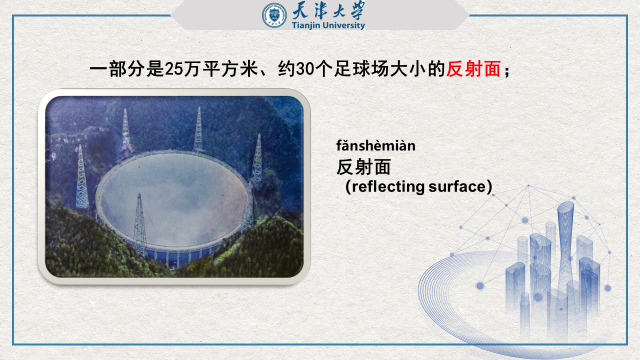 天津大学
Tianjin University
一部分是25万平方米、约30个足球场大小的反射面；
fǎnshèmiàn
反射面
（reflecting surface）